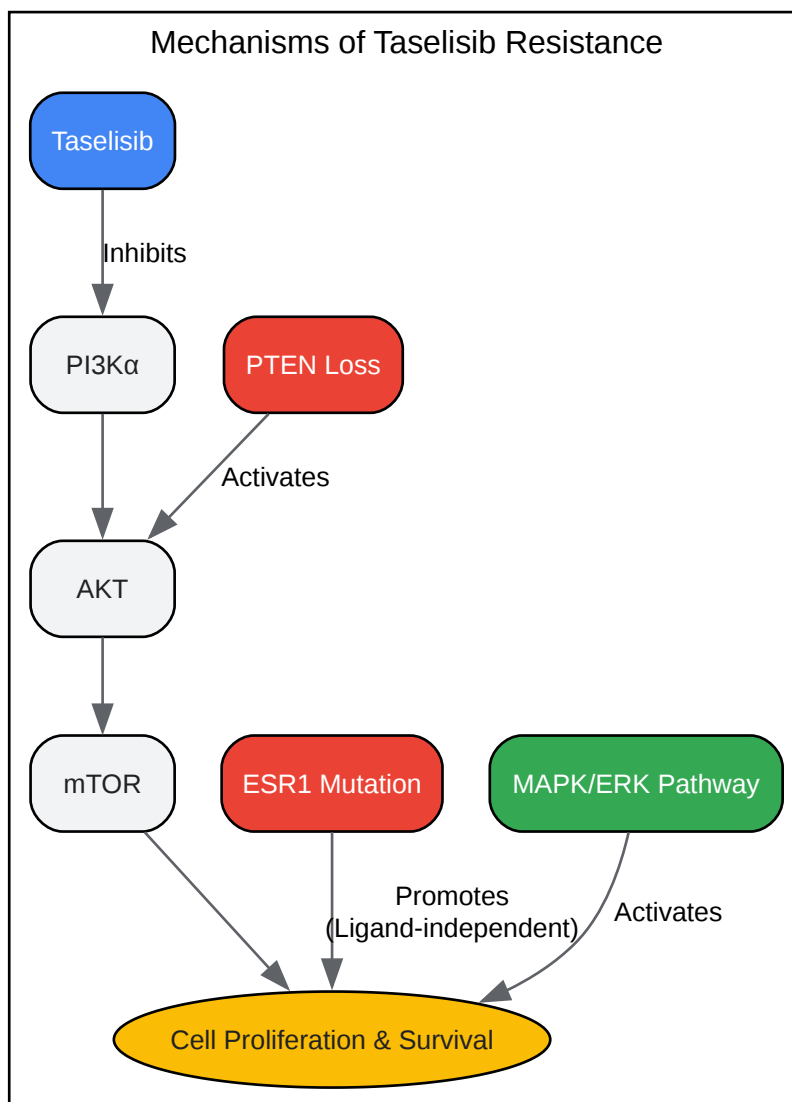 Mechanisms of Taselisib Resistance
Taselisib
Inhibits
PI3Kα
PTEN Loss
Activates
AKT
mTOR
ESR1 Mutation
MAPK/ERK Pathway
Promotes
(Ligand-independent)
Activates
Cell Proliferation & Survival